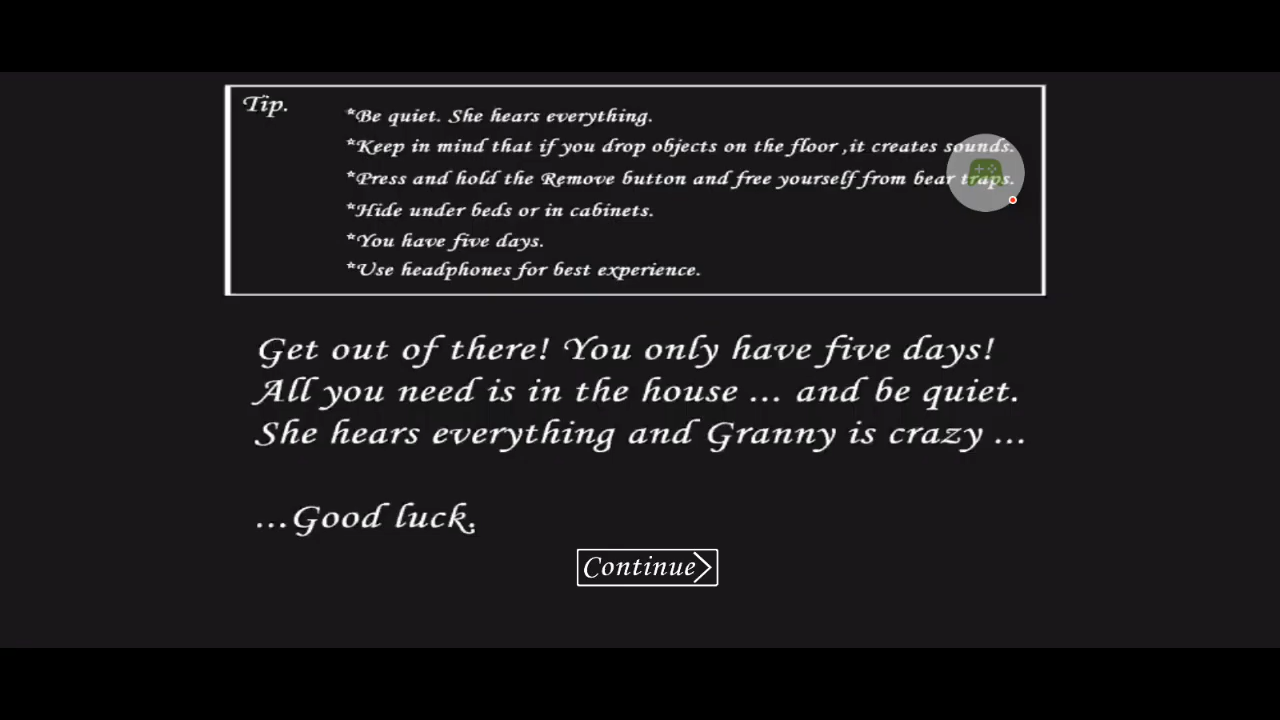 Tip.
*Be quiet. She hears everything.
*Keep in mind that if you drop objects on the floor ,it creates sounds.
*Press and hold the Remove button and free yourself from bear traps.
*Hide under beds or in cabinets.
*You have five days.
*Use headphones for best experience.
Get out of there! You only have five days!
All you need is in the house ... and be quiet.
She hears everything and Granny is crazy ...
...Good luck.
Continue